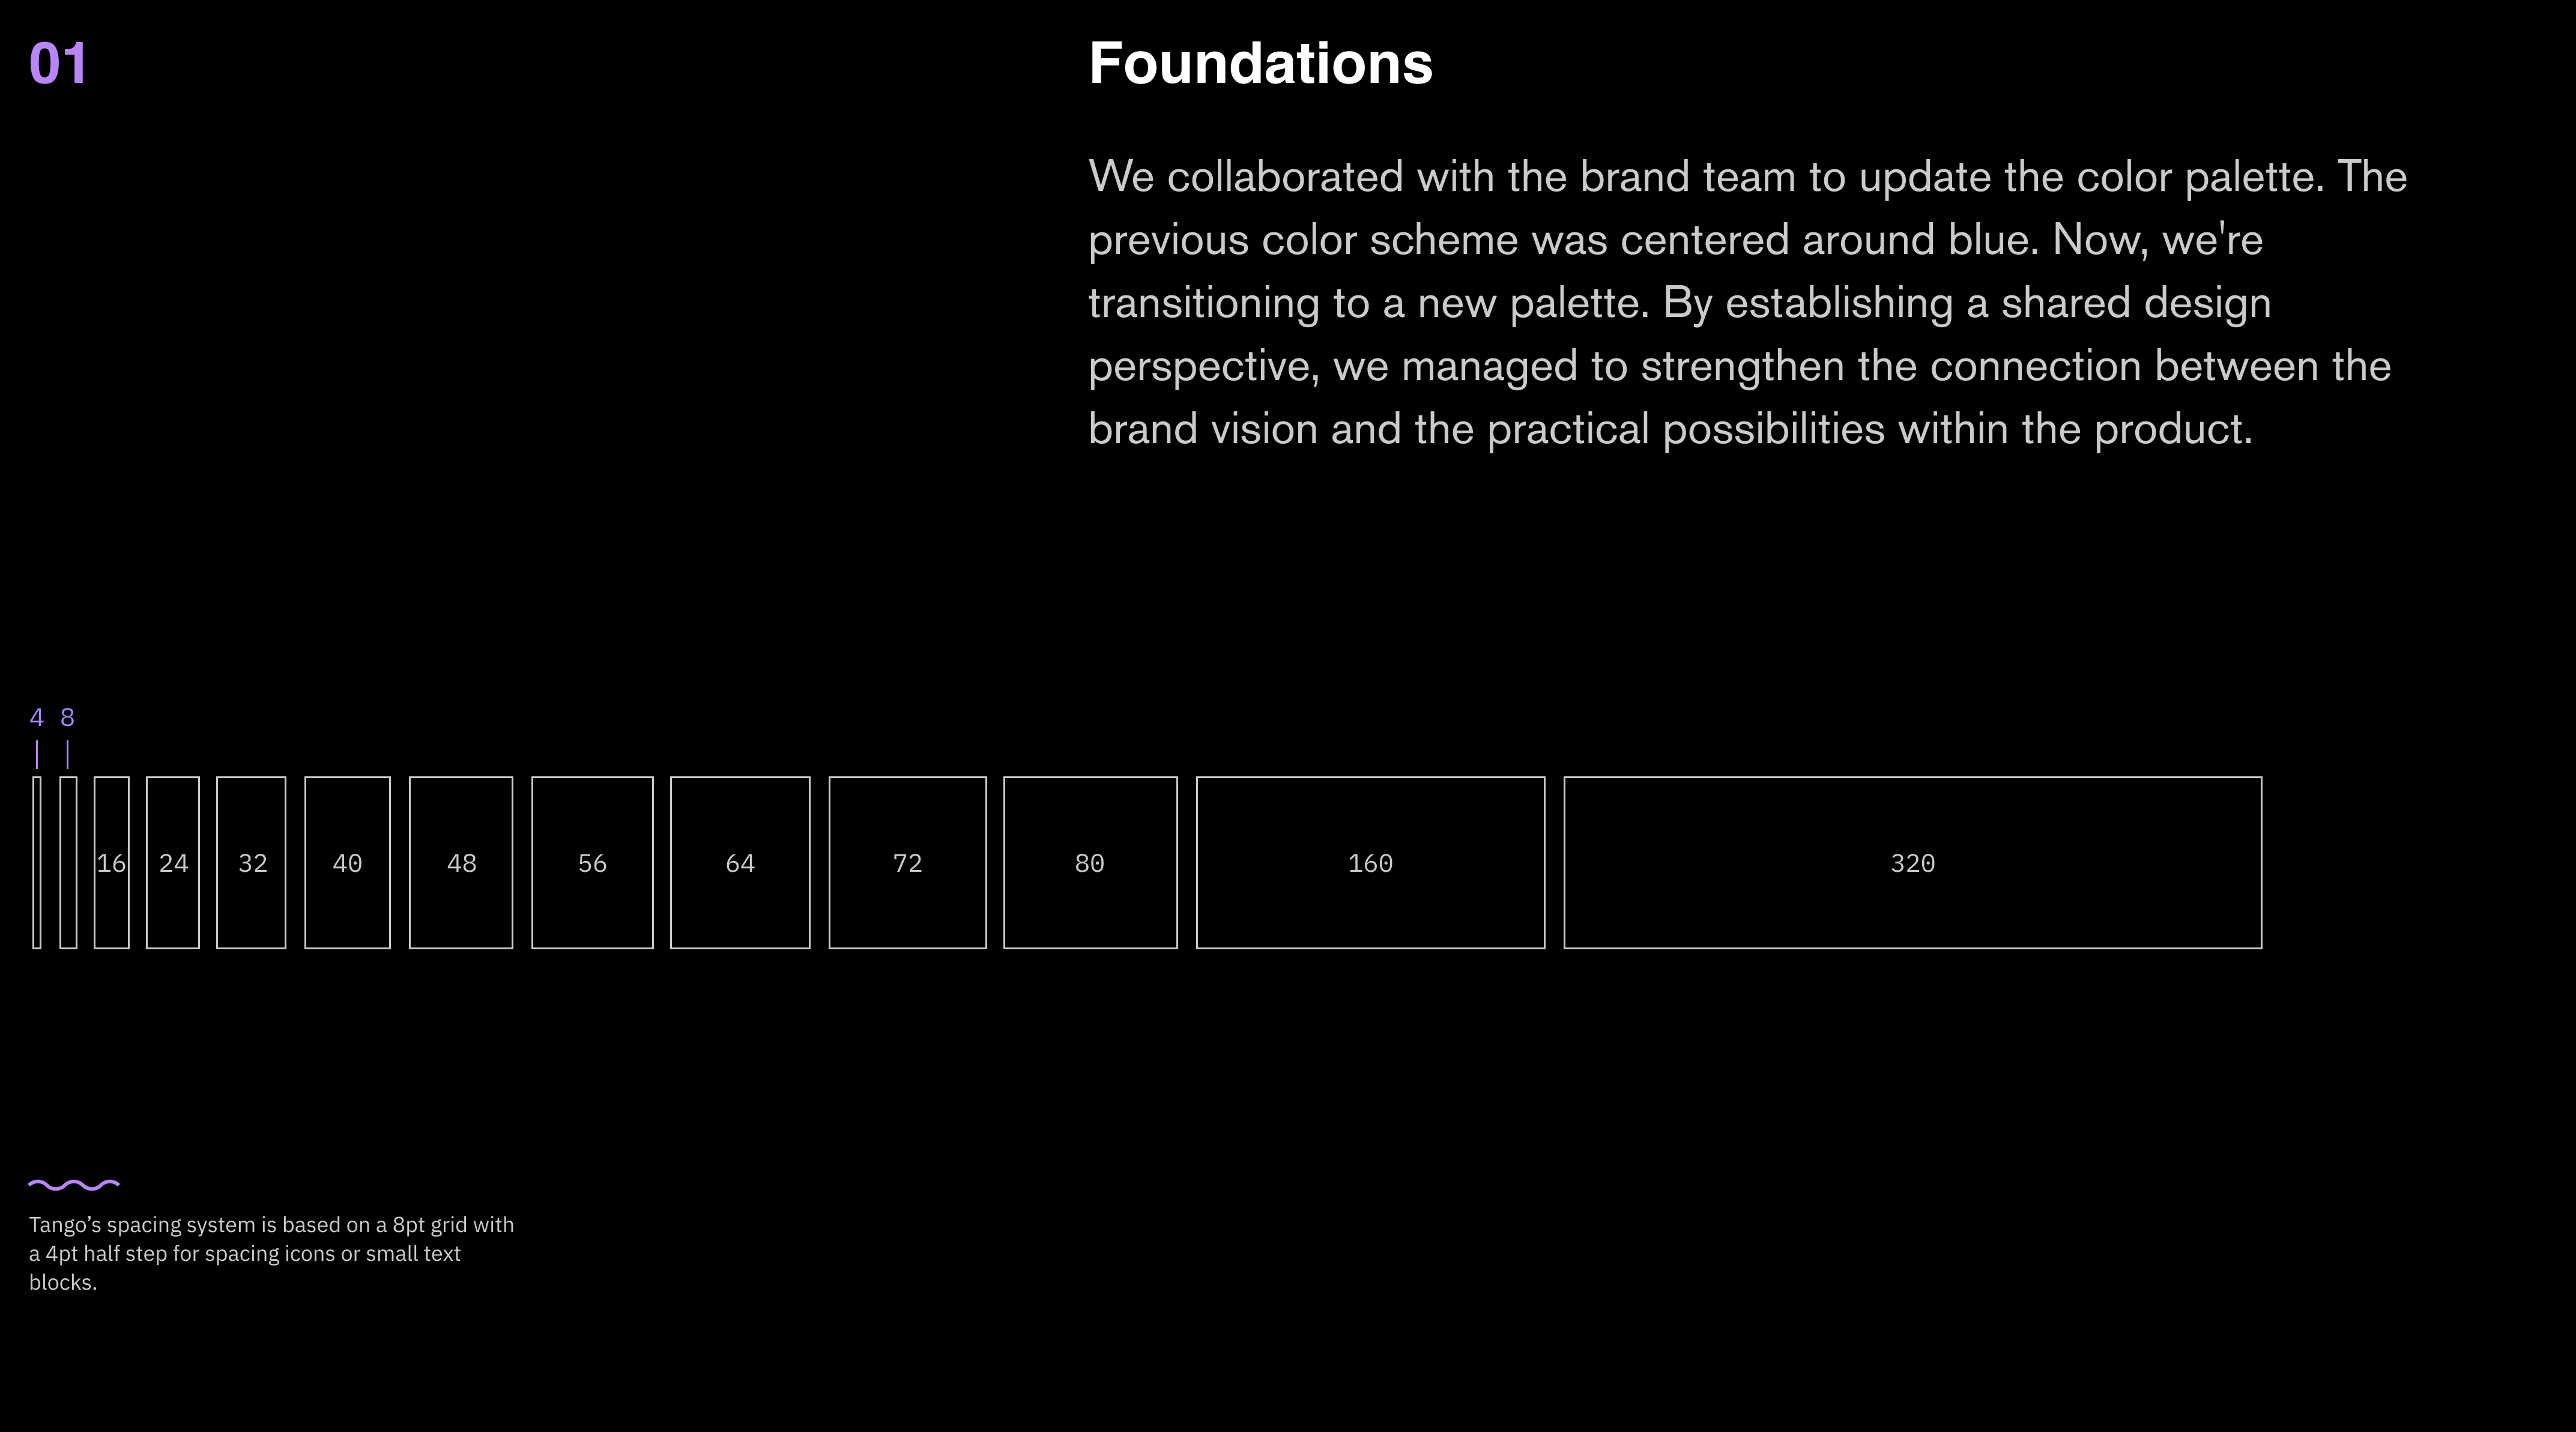 01
Foundations
We collaborated with the brand team to update the color palette. The
previous color scheme was centered around blue. Now, we're
transitioning to a new palette. By establishing a shared design
perspective, we managed to strengthen the connection between the
brand vision and the practical possibilities within the product.
4 8
16 24 32 40 48 56 64 72 80 160 320
Tango’s spacing system is based on a 8pt grid with
a 4pt half step for spacing icons or small text
blocks.